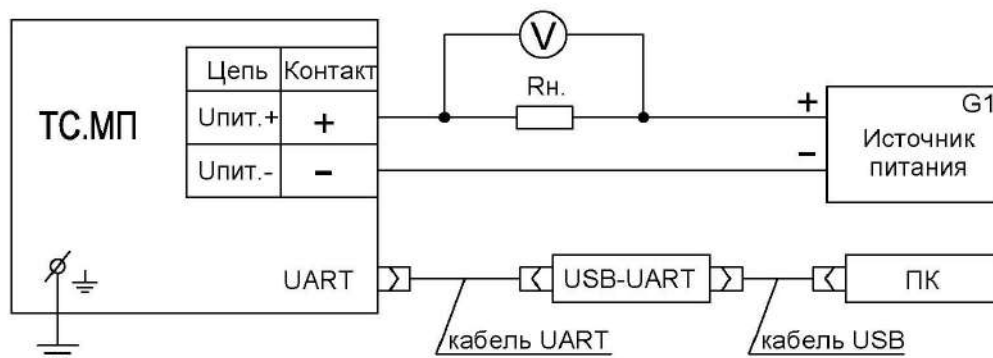 V
Цепь Контакт
Rн.
+ G1
ТС.МП
Uпит.+ +
Источник
питания
Uпит.- −
−
UART
USB-UART
ПК
кабель UART
кабель USB